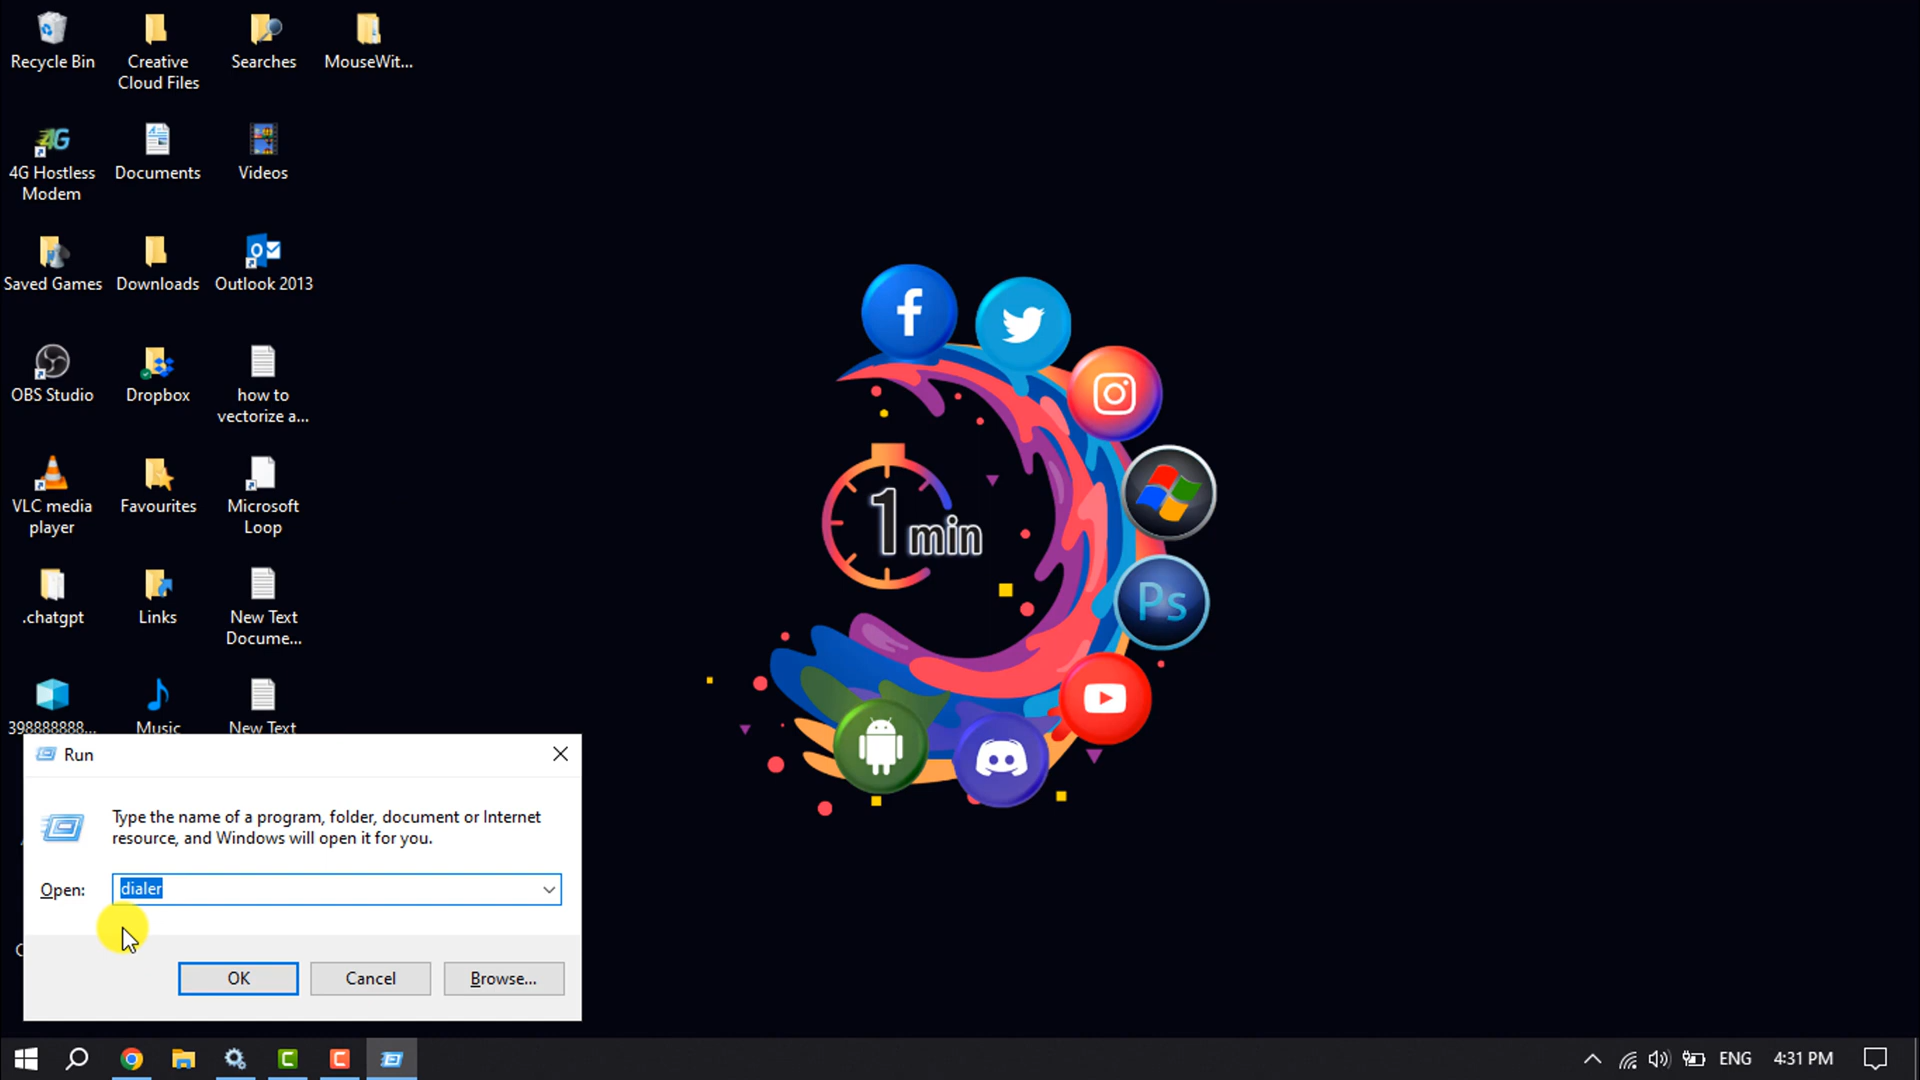 Recycle Bin
Creative
Cloud Files
Searches
MouseWit...
4G
4G Hostless
Modem
Documents
Videos
Saved Games
Downloads
Outlook 2013
OBS Studio
Dropbox
how to
vectorize a...
VLC media
player
Favourites
Microsoft
Loop
.chatgpt
Links
New Text
Docume...
398888888...
Music
New Text
1 min
Ps
Run
Type the name of a program, folder, document or Internet
resource, and Windows will open it for you.
Open:
dialer
OK
Cancel
Browse...
ENG
4:31 PM